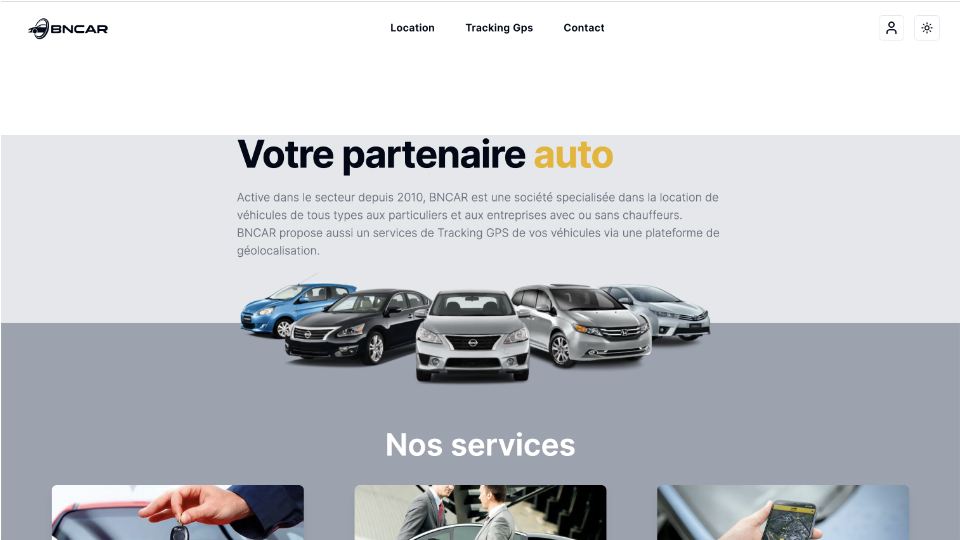 BNCAR
Location Tracking Gps Contact
Votre partenaire auto
Active dans le secteur depuis 2010, BNCAR est une société specialisée dans la location de
véhicules de tous types aux particuliers et aux entreprises avec ou sans chauffeurs.
BNCAR propose aussi un services de Tracking GPS de vos véhicules via une plateforme de
géolocalisation.
Nos services